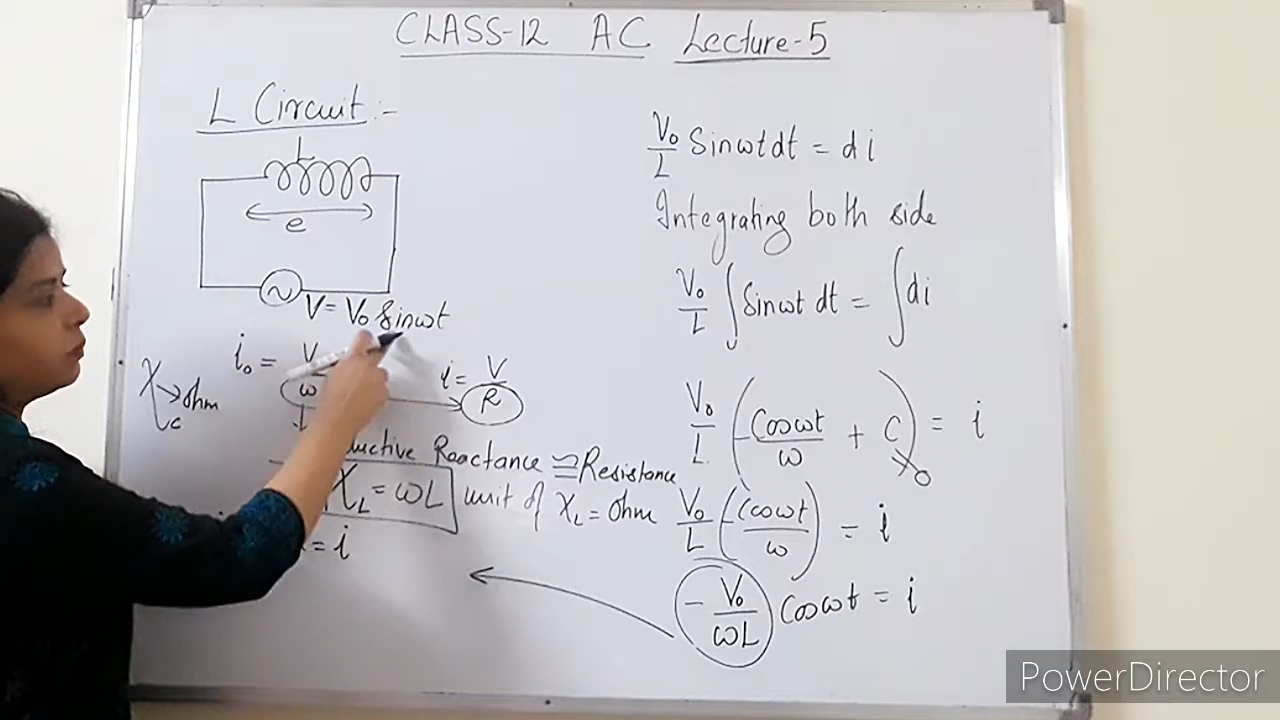 CLASS-12 AC Lecture-5
L Circuit :-
L
e
V = V₀ Sinωt
i₀ = V
ω
i = V/R
X → ohm
c
ductive Reactance ≅ Resistance
X_L = ωL unit of X_L = Ohm
= i
V₀/L Sinωt dt = di
Integrating both side
V₀/L ∫ Sinωt dt = ∫ di
V₀/L (-Cosωt/ω + C) = i
0
V₀/L (-(Cosωt)/ω) = i
-V₀/ωL Cosωt = i
PowerDirector